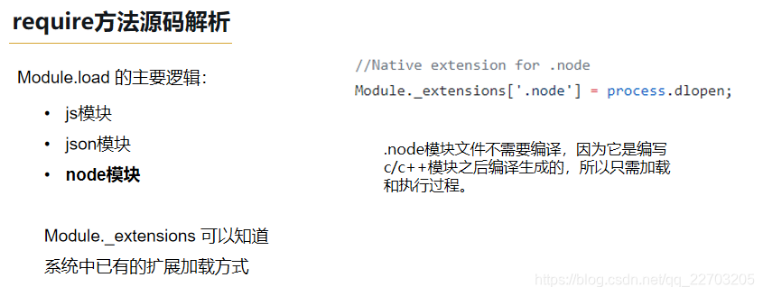 require方法源码解析
Module.load 的主要逻辑：
• js模块
• json模块
• node模块
Module._extensions 可以知道
系统中已有的扩展加载方式
//Native extension for .node
Module._extensions['.node'] = process.dlopen;
.node模块文件不需要编译，因为它是编写
c/c++模块之后编译生成的，所以只需加载
和执行过程。
https://blog.csdn.net/qq_22703205